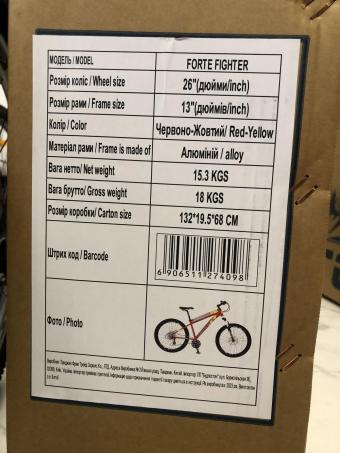 МОДЕЛЬ / MODEL FORTE FIGHTER
Розмір коліс / Wheel size 26"(дюйми/inch)
Розмір рами / Frame size 13"(дюймів/inch)
Колір / Color Червоно-Жовтий/ Red-Yellow
Матеріал рами / Frame is made of Алюміній / alloy
Вага нетто/ Net weight 15.3 KGS
Вага брутто/ Gross weight 18 KGS
Розмір коробки/ Carton size 132*19.5*68 CM
Штрих код / Barcode
6 906511 274098
Фото / Photo